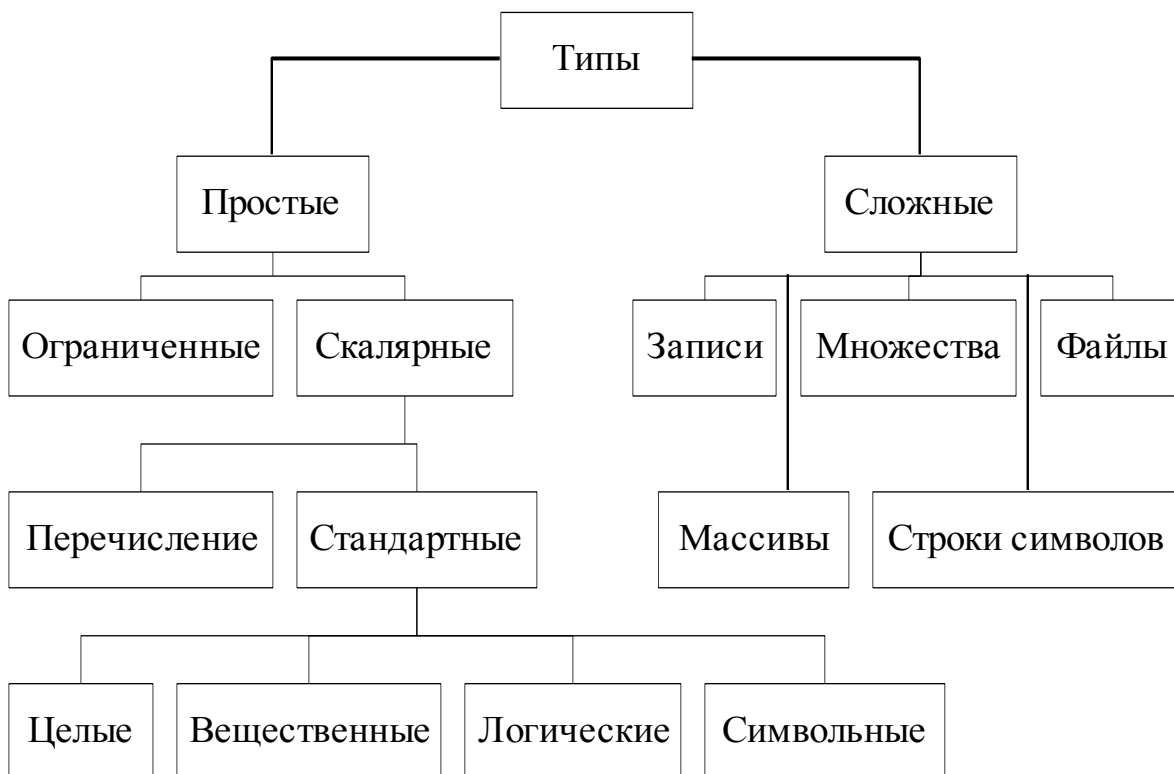 Типы
Простые
Сложные
Ограниченные
Скалярные
Записи
Множества
Файлы
Перечисление
Стандартные
Массивы
Строки символов
Целые
Вещественные
Логические
Символьные